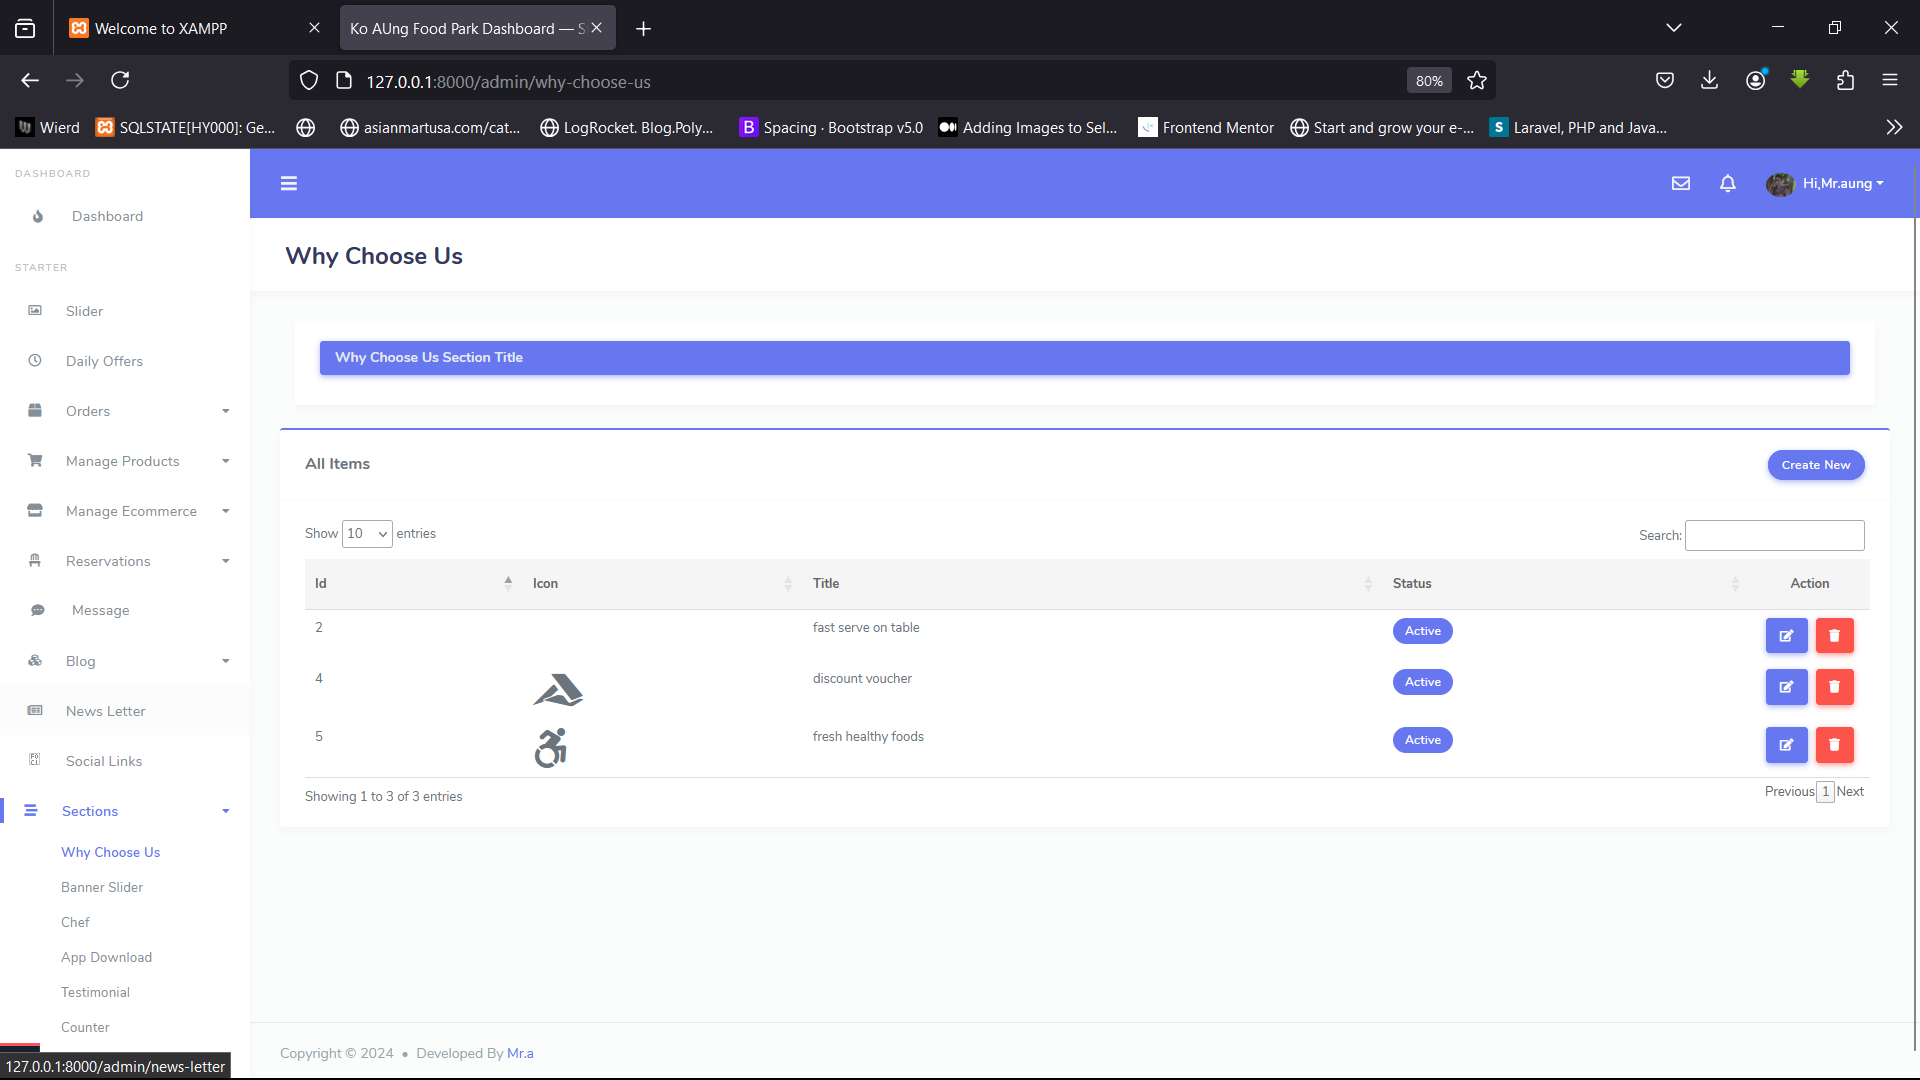 Welcome to XAMPP
Ko AUng Food Park Dashboard — S
127.0.0.1:8000/admin/why-choose-us
80%
Wierd
SQLSTATE[HY000]: Ge...
asianmartusa.com/cat...
LogRocket. Blog.Poly...
B Spacing · Bootstrap v5.0
Adding Images to Sel...
Frontend Mentor
Start and grow your e-...
S Laravel, PHP and Java...
DASHBOARD
Dashboard
STARTER
Slider
Daily Offers
Orders
Manage Products
Manage Ecommerce
Reservations
Message
Blog
News Letter
Social Links
Sections
Why Choose Us
Banner Slider
Chef
App Download
Testimonial
Counter
127.0.0.1:8000/admin/news-letter
Hi,Mr.aung
Why Choose Us
Why Choose Us Section Title
All Items
Create New
Show 10 entries
Search:
Id Icon Title Status Action
2 fast serve on table Active
4 discount voucher Active
5 fresh healthy foods Active
Showing 1 to 3 of 3 entries
Previous 1 Next
Copyright © 2024 • Developed By Mr.a